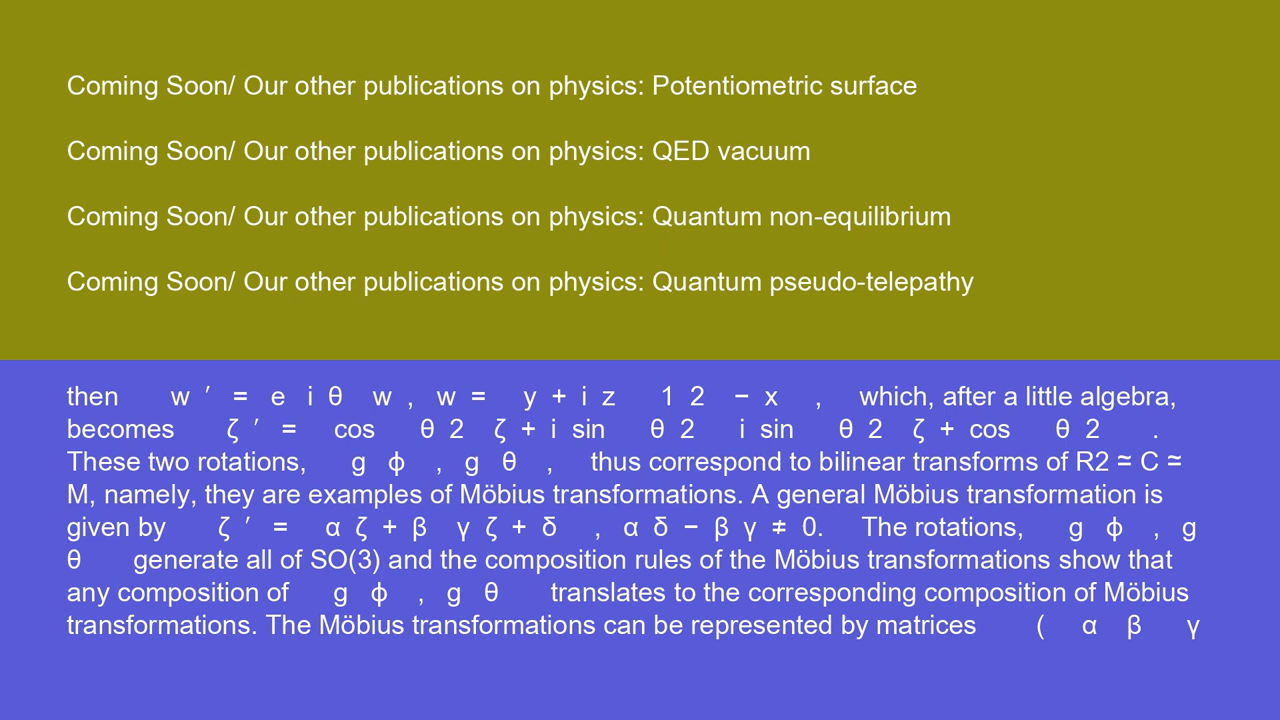 Coming Soon/ Our other publications on physics: Potentiometric surface
Coming Soon/ Our other publications on physics: QED vacuum
Coming Soon/ Our other publications on physics: Quantum non-equilibrium
Coming Soon/ Our other publications on physics: Quantum pseudo-telepathy
then w ′ = e i θ w , w = y + i z 1 2 − x , which, after a little algebra,
becomes ζ ′ = cos θ 2 ζ + i sin θ 2 i sin θ 2 ζ + cos θ 2 .
These two rotations, g ϕ , g θ , thus correspond to bilinear transforms of R2 ≃ C ≃
M, namely, they are examples of Möbius transformations. A general Möbius transformation is
given by ζ ′ = α ζ + β γ ζ + δ , α δ − β γ ≠ 0. The rotations, g ϕ , g
θ generate all of SO(3) and the composition rules of the Möbius transformations show that
any composition of g ϕ , g θ translates to the corresponding composition of Möbius
transformations. The Möbius transformations can be represented by matrices ( α β γ